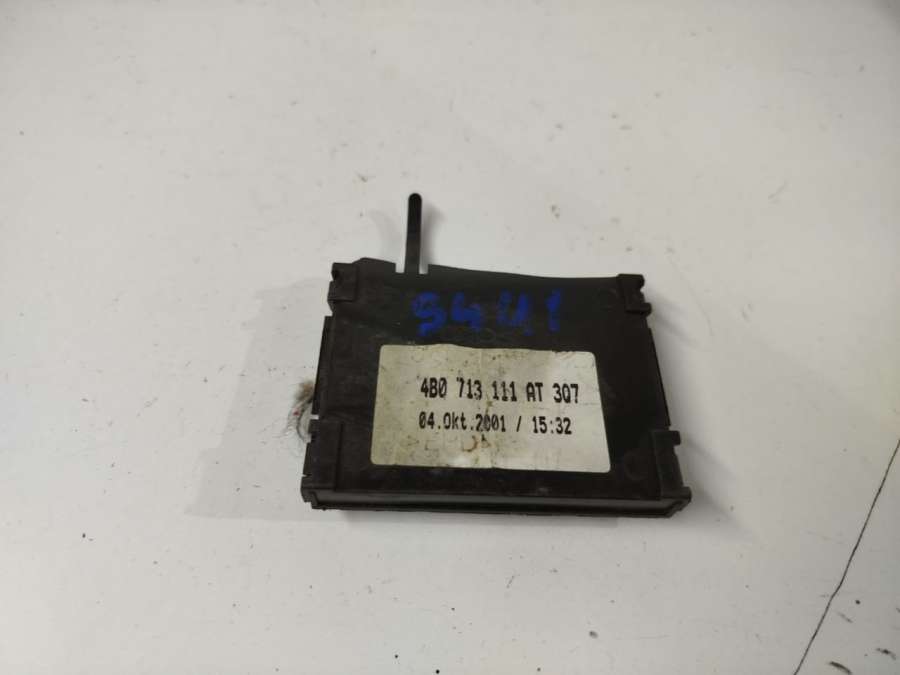 S4U1
4B0 713 111 AT 3Q7
04.Okt.2001 / 15:32